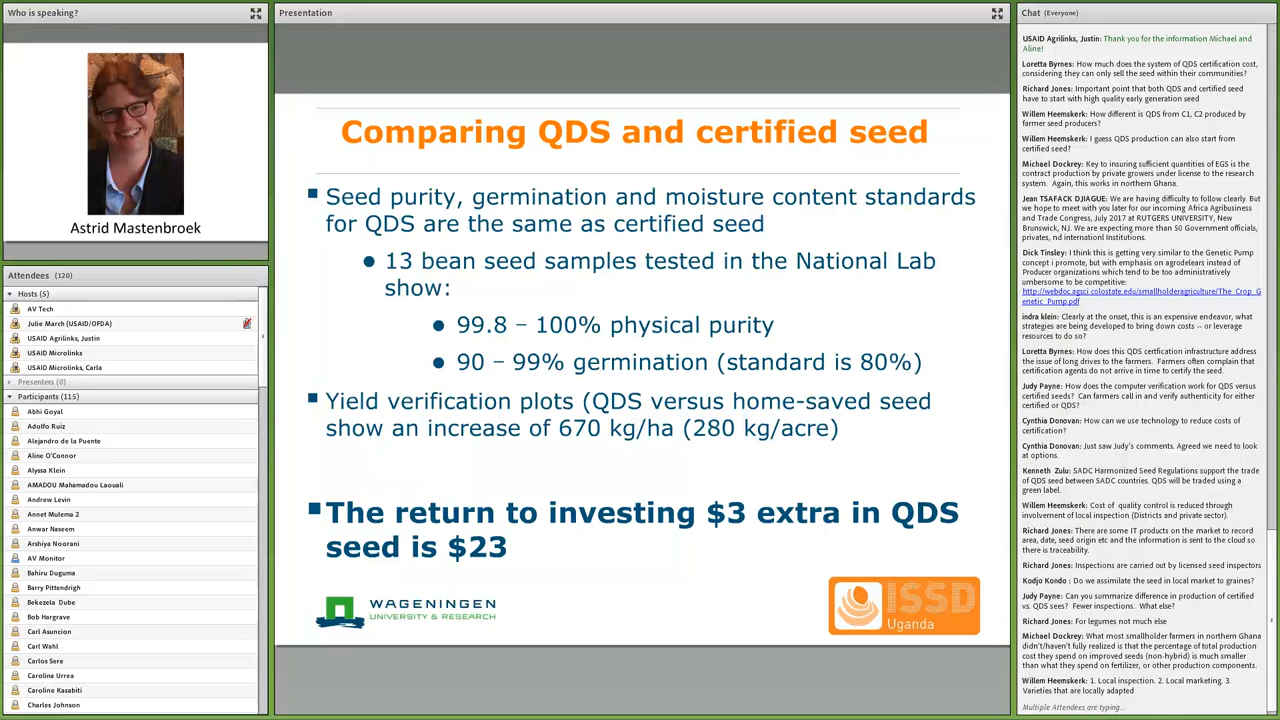 Who is speaking?
Astrid Mastenbroek
Attendees (120)
Hosts (5)
AV Tech
Julie March (USAID/OFDA)
USAID Agrilinks, Justin
USAID Microlinks
USAID Microlinks, Carla
Presenters (0)
Participants (115)
Abhi Goyal
Adolfo Ruiz
Alejandro de la Puente
Aline O'Connor
Alyssa Klein
AMADOU Mahamadou Laouali
Andrew Levin
Annet Mulema 2
Anwar Naseem
Arshiya Noorani
AV Monitor
Bahiru Duguma
Barry Pittendrigh
Bekezela Dube
Bob Hargrave
Carl Asuncion
Carl Wahl
Carlos Sere
Carolina Urrea
Caroline Kasabiti
Charles Johnson
Presentation
Comparing QDS and certified seed
Seed purity, germination and moisture content standards
for QDS are the same as certified seed
13 bean seed samples tested in the National Lab
show:
99.8 – 100% physical purity
90 – 99% germination (standard is 80%)
Yield verification plots (QDS versus home-saved seed
show an increase of 670 kg/ha (280 kg/acre)
The return to investing $3 extra in QDS
seed is $23
WAGENINGEN
UNIVERSITY & RESEARCH
ISSD
Uganda
Chat (Everyone)
USAID Agrilinks, Justin: Thank you for the information Michael and
Aline!
Loretta Byrnes: How much does the system of QDS certification cost,
considering they can only sell the seed within their communities?
Richard Jones: Important point that both QDS and certified seed
have to start with high quality early generation seed
Willem Heemskerk: How different is QDS from C1, C2 produced by
farmer seed producers?
Willem Heemskerk: I guess QDS production can also start from
certified seed?
Michael Dockrey: Key to insuring sufficient quantities of EGS is the
contract production by private growers under license to the research
system.  Again, this works in northern Ghana.
Jean TSAFACK DJIAGUE: We are having difficulty to follow clearly. But
we hope to meet with you later for our incoming Africa Agribusiness
and Trade Congress, July 2017 at RUTGERS UNIVERSITY, New
Brunswick, NJ. We are expecting more than 50 Government officials,
privates, nd internationl Institutions.
Dick Tinsley: I think this is getting very similar to the Genetic Pump
concept i promote, but with emphasis on agrodelears instead of
Producer organizations which tend to be too administratively
umbersome to be competitive:
http://webdoc.agsci.colostate.edu/smallholderagriculture/The_Crop_G
enetic_Pump.pdf
indra klein: Clearly at the onset, this is an expensive endeavor, what
strategies are being developed to bring down costs -- or leverage
resources to do so?
Loretta Byrnes: How does this QDS certfication infrastructure address
the issue of long drives to the farmers.  Farmers often complain that
certification agents do not arrive in time to certify the seed.
Judy Payne: How does the computer verification work for QDS versus
certified seeds?  Can farmers call in and verify authenticity for either
certified or QDS?
Cynthia Donovan: How can we use technology to reduce costs of
certification?
Cynthia Donovan: Just saw Judy's comments. Agreed we need to look
at options.
Kenneth  Zulu: SADC Harmonized Seed Regulations support the trade
of QDS seed between SADC countries. QDS will be traded using a
green label.
Willem Heemskerk: Cost of  quality control is reduced through
involvement of local inspection (Districts and private sector).
Richard Jones: There are some IT products on the market to record
area, date, seed origin etc and the information is sent to the cloud so
there is traceability.
Richard Jones: Inspections are carried out by licensed seed inspectors
Kodjo Kondo : Do we assimilate the seed in local market to graines?
Judy Payne: Can you summarize difference in production of certified
vs. QDS sees?  Fewer inspections.  What else?
Richard Jones: For legumes not much else
Michael Dockrey: What most smallholder farmers in northern Ghana
didn't/haven't fully realized is that the percentage of total production
cost they spend on improved seeds (non-hybrid) is much smaller
than what they spend on fertilizer, or other production components.
Willem Heemskerk: 1. Local inspection. 2. Local marketing. 3.
Varieties that are locally adapted
Multiple Attendees are typing...